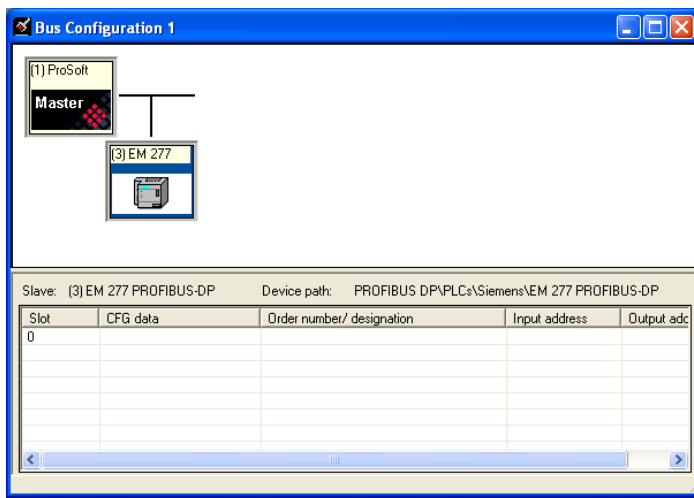 Bus Configuration 1
(1) ProSoft
Master
(3) EM 277
Slave: (3) EM 277 PROFIBUS-DP Device path: PROFIBUS DP\PLCs\Siemens\EM 277 PROFIBUS-DP
Slot CFG data Order number/ designation Input address Output adc
0